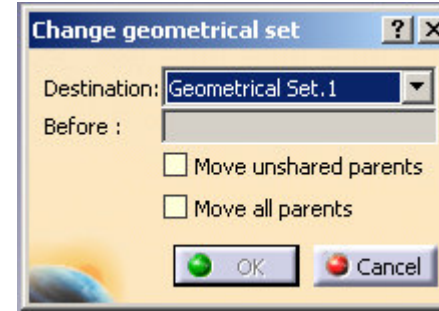 Change geometrical set ? X
Destination: Geometrical Set.1
Before :
Move unshared parents
Move all parents
OK Cancel